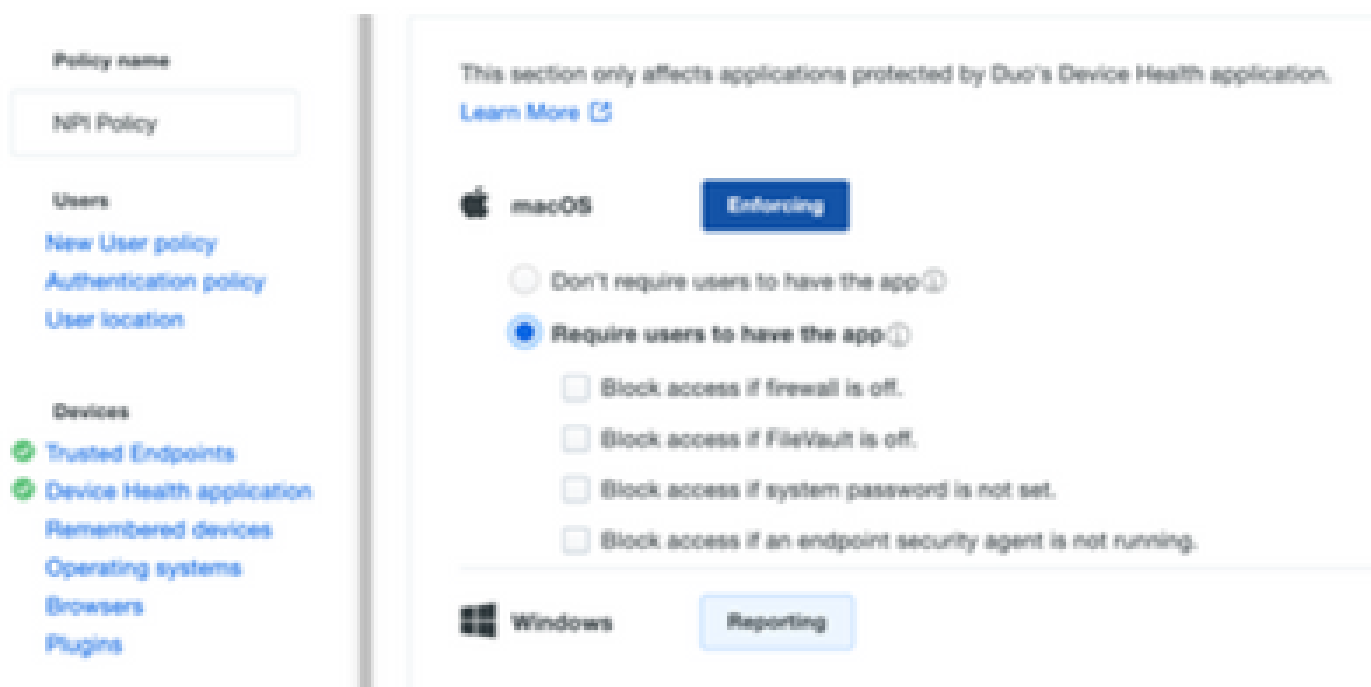 Policy name
NPI Policy
Users
New User policy
Authentication policy
User location
Devices
Trusted Endpoints
Device Health application
Remembered devices
Operating systems
Browsers
Plugins
This section only affects applications protected by Duo's Device Health application.
Learn More
macOS
Enforcing
Don't require users to have the app
Require users to have the app
Block access if firewall is off.
Block access if FileVault is off.
Block access if system password is not set.
Block access if an endpoint security agent is not running.
Windows
Reporting